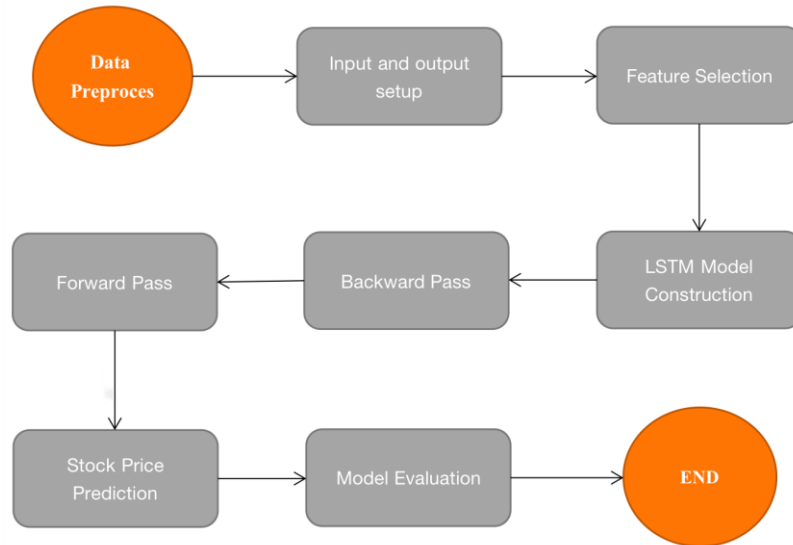 Data
Preproces
Input and output
setup
Feature Selection
LSTM Model
Construction
Backward Pass
Forward Pass
Stock Price
Prediction
Model Evaluation
END